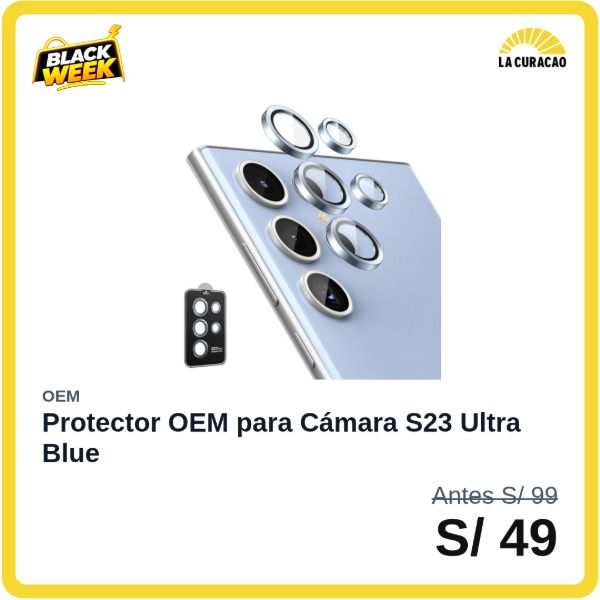 BLACK
WEEK
LA CURACAO
OEM
Protector OEM para Cámara S23 Ultra
Blue
Antes S/ 99
S/ 49